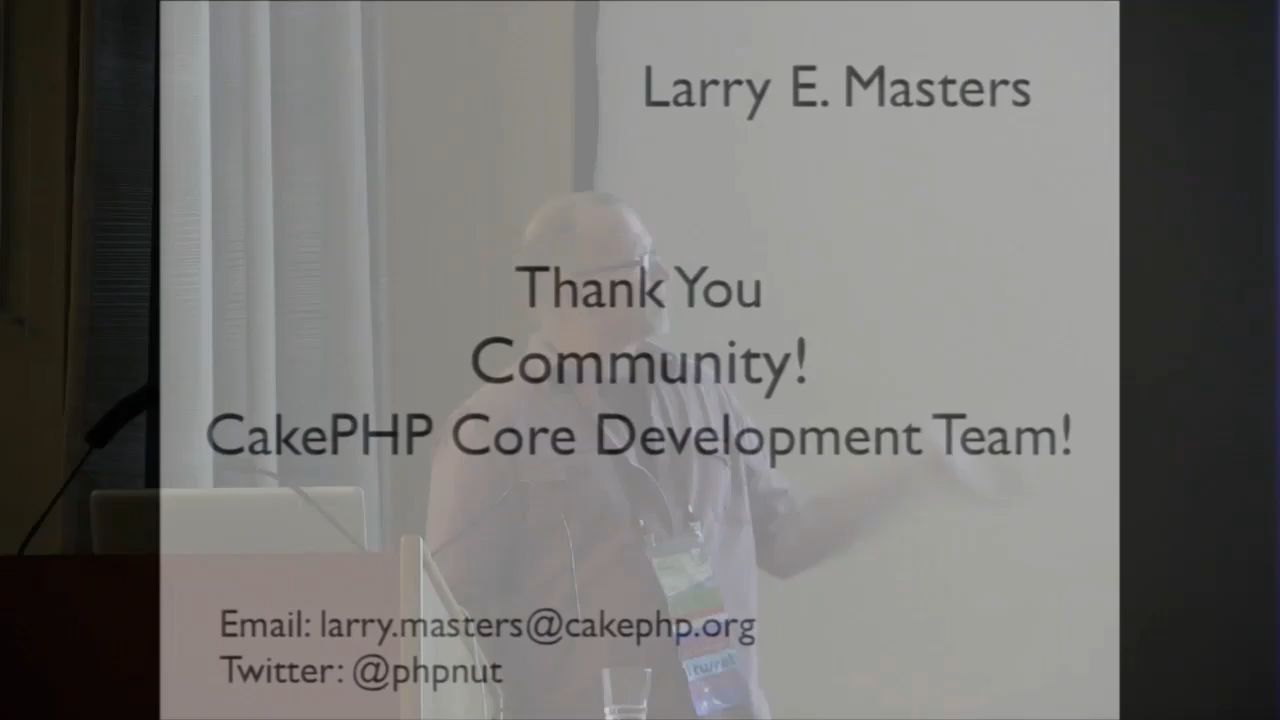 Larry E. Masters
Thank You
Community!
CakePHP Core Development Team!
Email: larry.masters@cakephp.org
Twitter: @phpnut